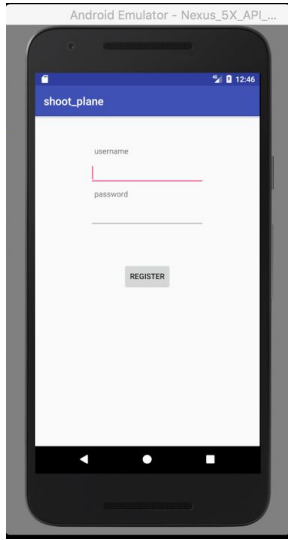 Android Emulator - Nexus_5X_API_...
12:46
shoot_plane
username
password
REGISTER